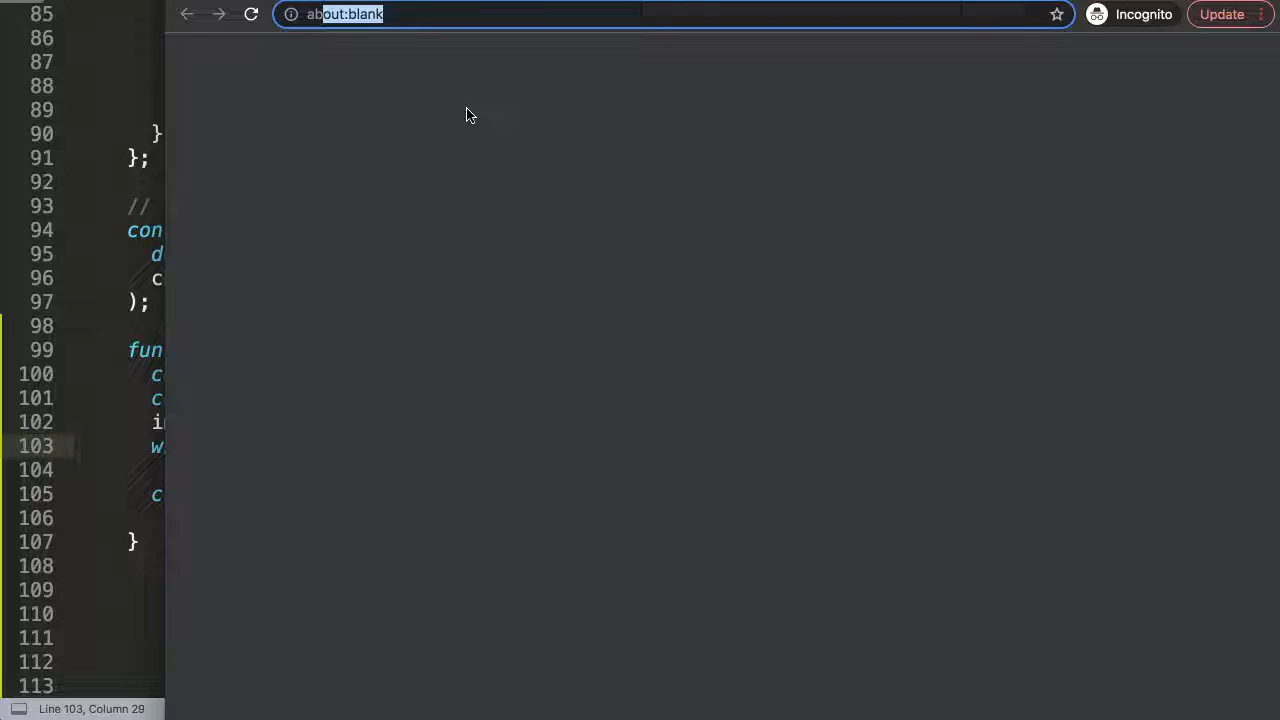 about:blank
Incognito
Update
85
86
87
88
89
90 }
91 };
92
93 //
94 con
95 d
96 c
97 );
98
99 fun
100 c
101 c
102 i
103 w
104
105 c
106
107 }
108
109
110
111
112
113
Line 103, Column 29